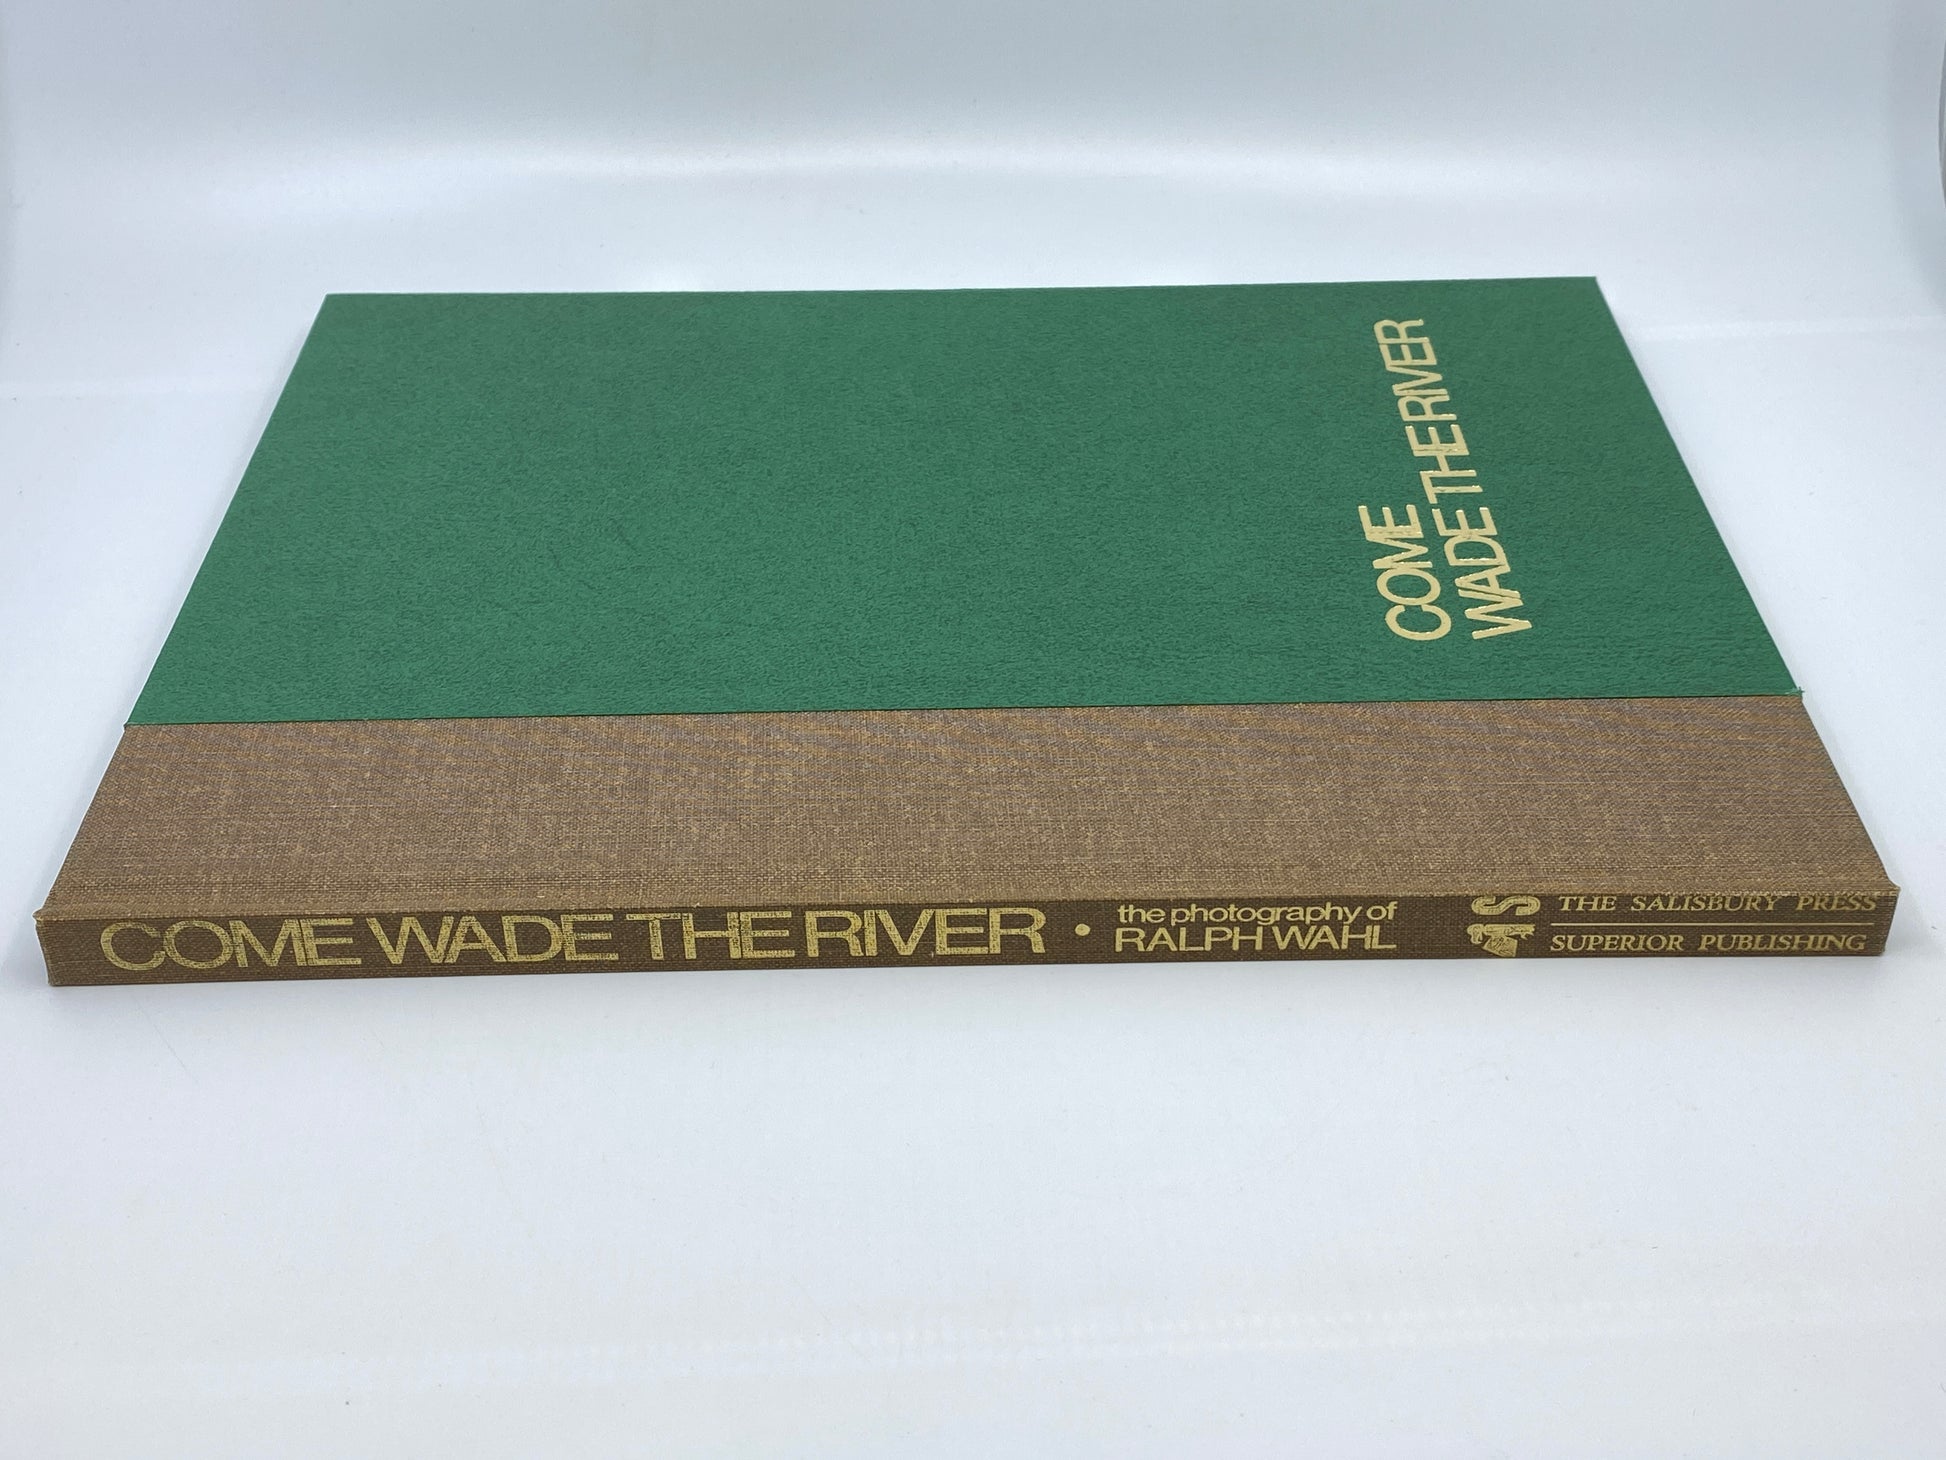 COME
WADE THE RIVER
COME WADE THE RIVER • the photography of
RALPH WAHL
S THE SALISBURY PRESS
SUPERIOR PUBLISHING